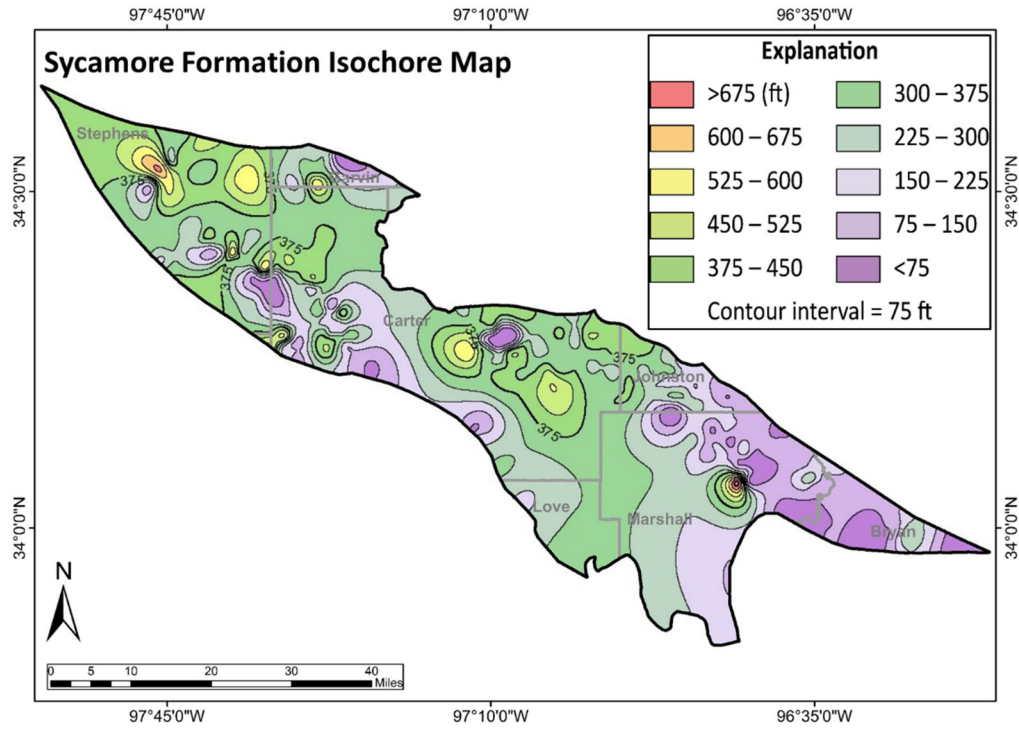 97°45'0"W 97°10'0"W 96°35'0"W
Sycamore Formation Isochore Map
Explanation
>675 (ft) 300 – 375
600 – 675 225 – 300
525 – 600 150 – 225
450 – 525 75 – 150
375 – 450 <75
Contour interval = 75 ft
Stephens
375
Garvin
34°30'0"N 34°30'0"N
375
375
Carter
375
375
Johnston
375
Love
Marshall
Bryan
34°0'0"N 34°0'0"N
N
0 5 10 20 30 40
Miles
97°45'0"W 97°10'0"W 96°35'0"W